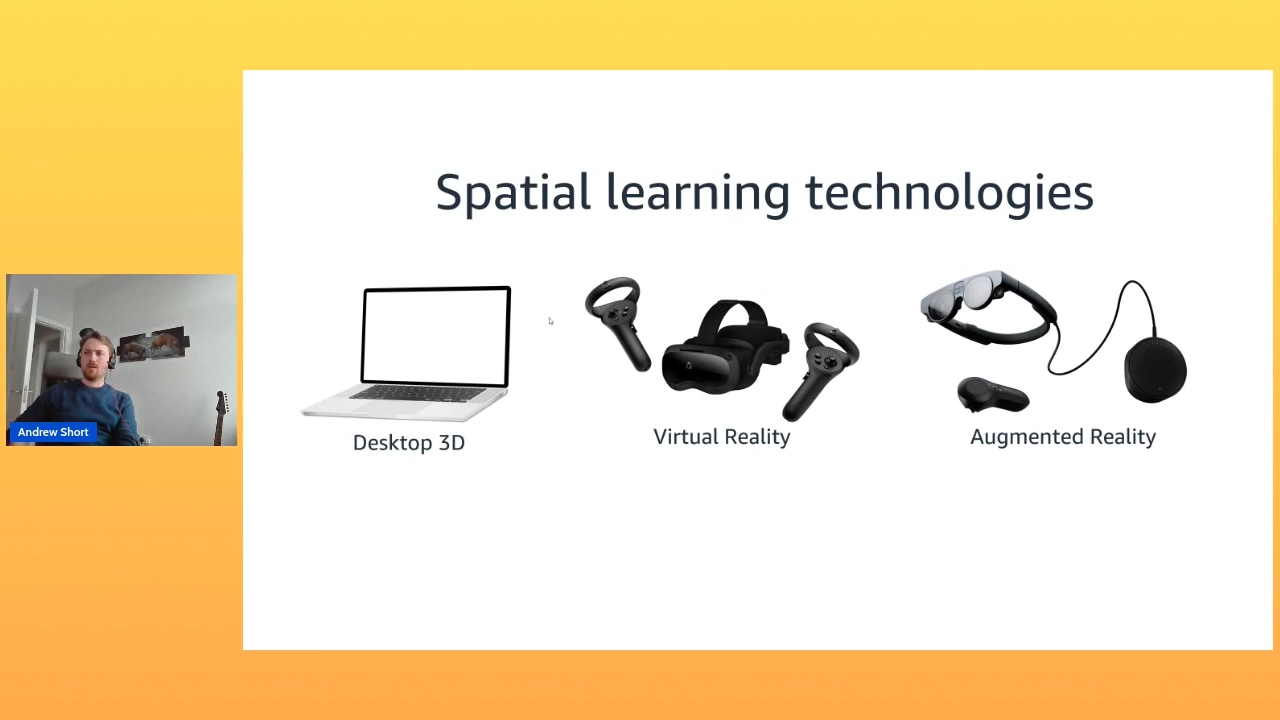 Spatial learning technologies
Desktop 3D
Virtual Reality
Augmented Reality
Andrew Short